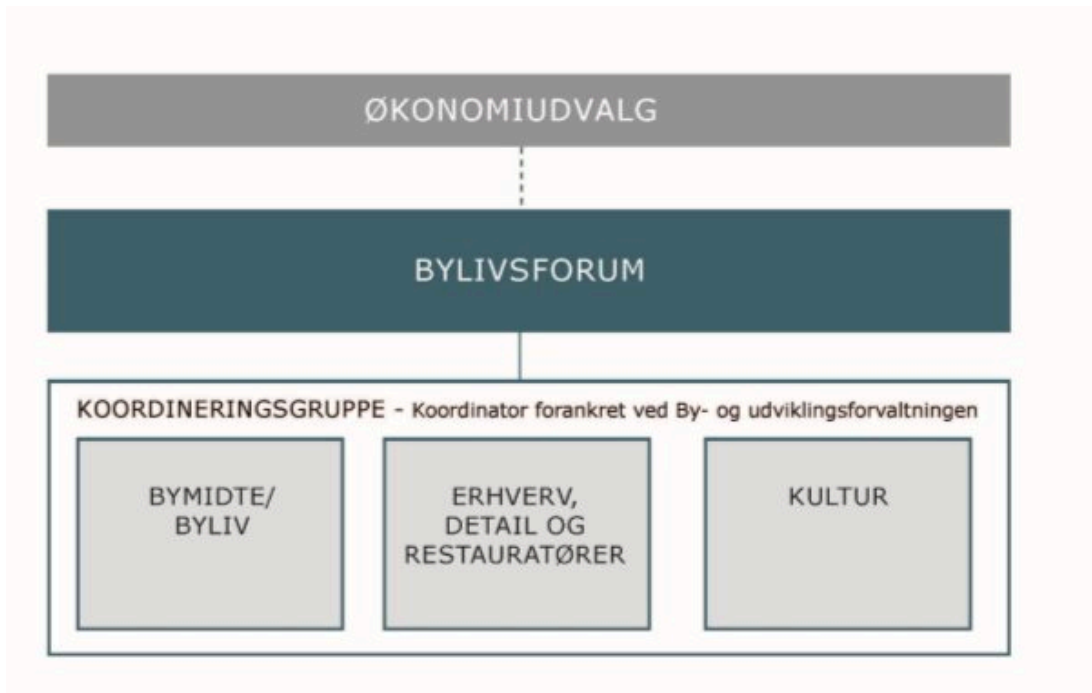 ØKONOMIUDVALG
BYLIVSFORUM
KOORDINERINGSGRUPPE - Koordinator forankret ved By- og udviklingsforvaltningen
BYMIDTE/
BYLIV
ERHVERV,
DETAIL OG
RESTAURATØRER
KULTUR